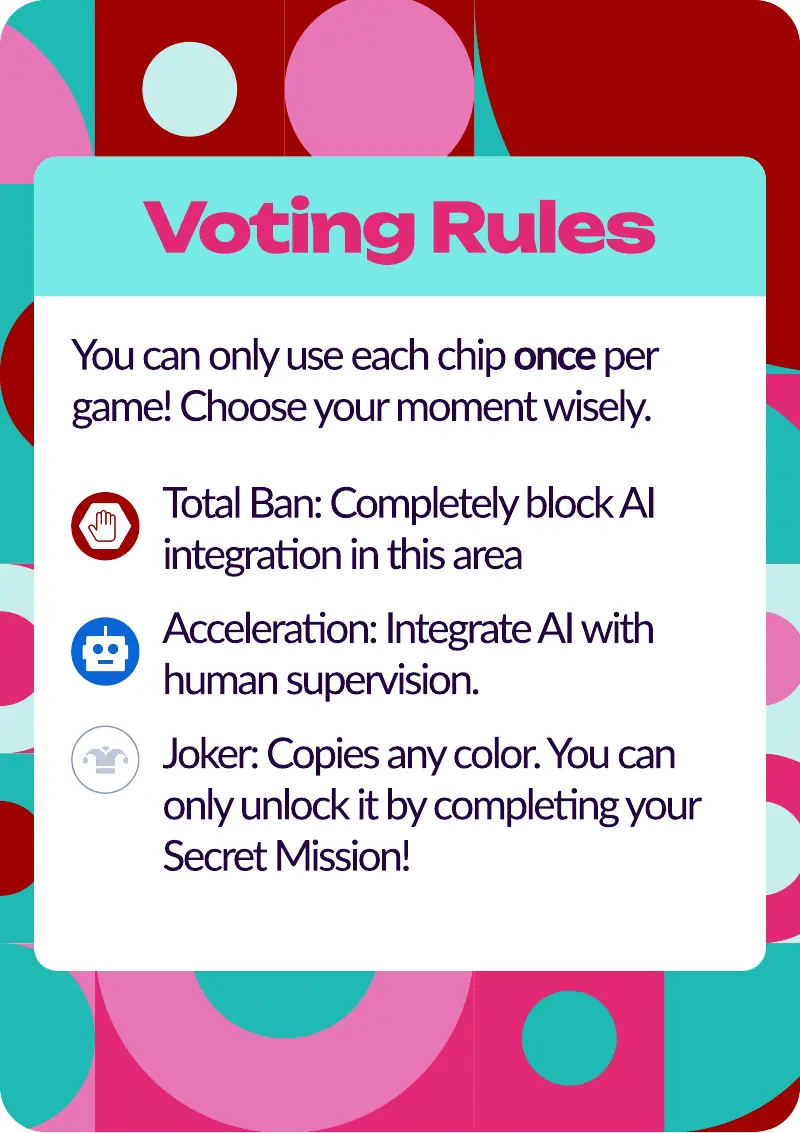 Voting Rules
You can only use each chip once per
game! Choose your moment wisely.
Total Ban: Completely block AI
integration in this area
Acceleration: Integrate AI with
human supervision.
Joker: Copies any color. You can
only unlock it by completing your
Secret Mission!